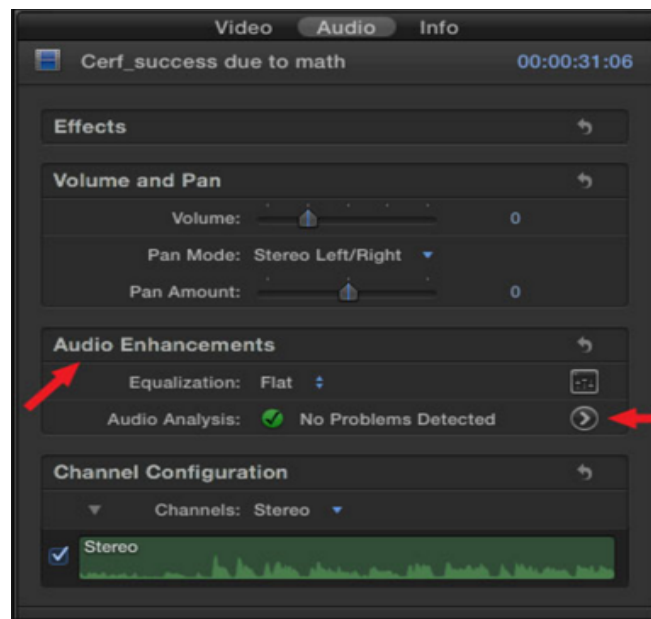 Video Audio Info
Cerf_success due to math 00:00:31:06
Effects
Volume and Pan
Volume: 0
Pan Mode: Stereo Left/Right
Pan Amount: 0
Audio Enhancements
Equalization: Flat
Audio Analysis: No Problems Detected
Channel Configuration
Channels: Stereo
Stereo